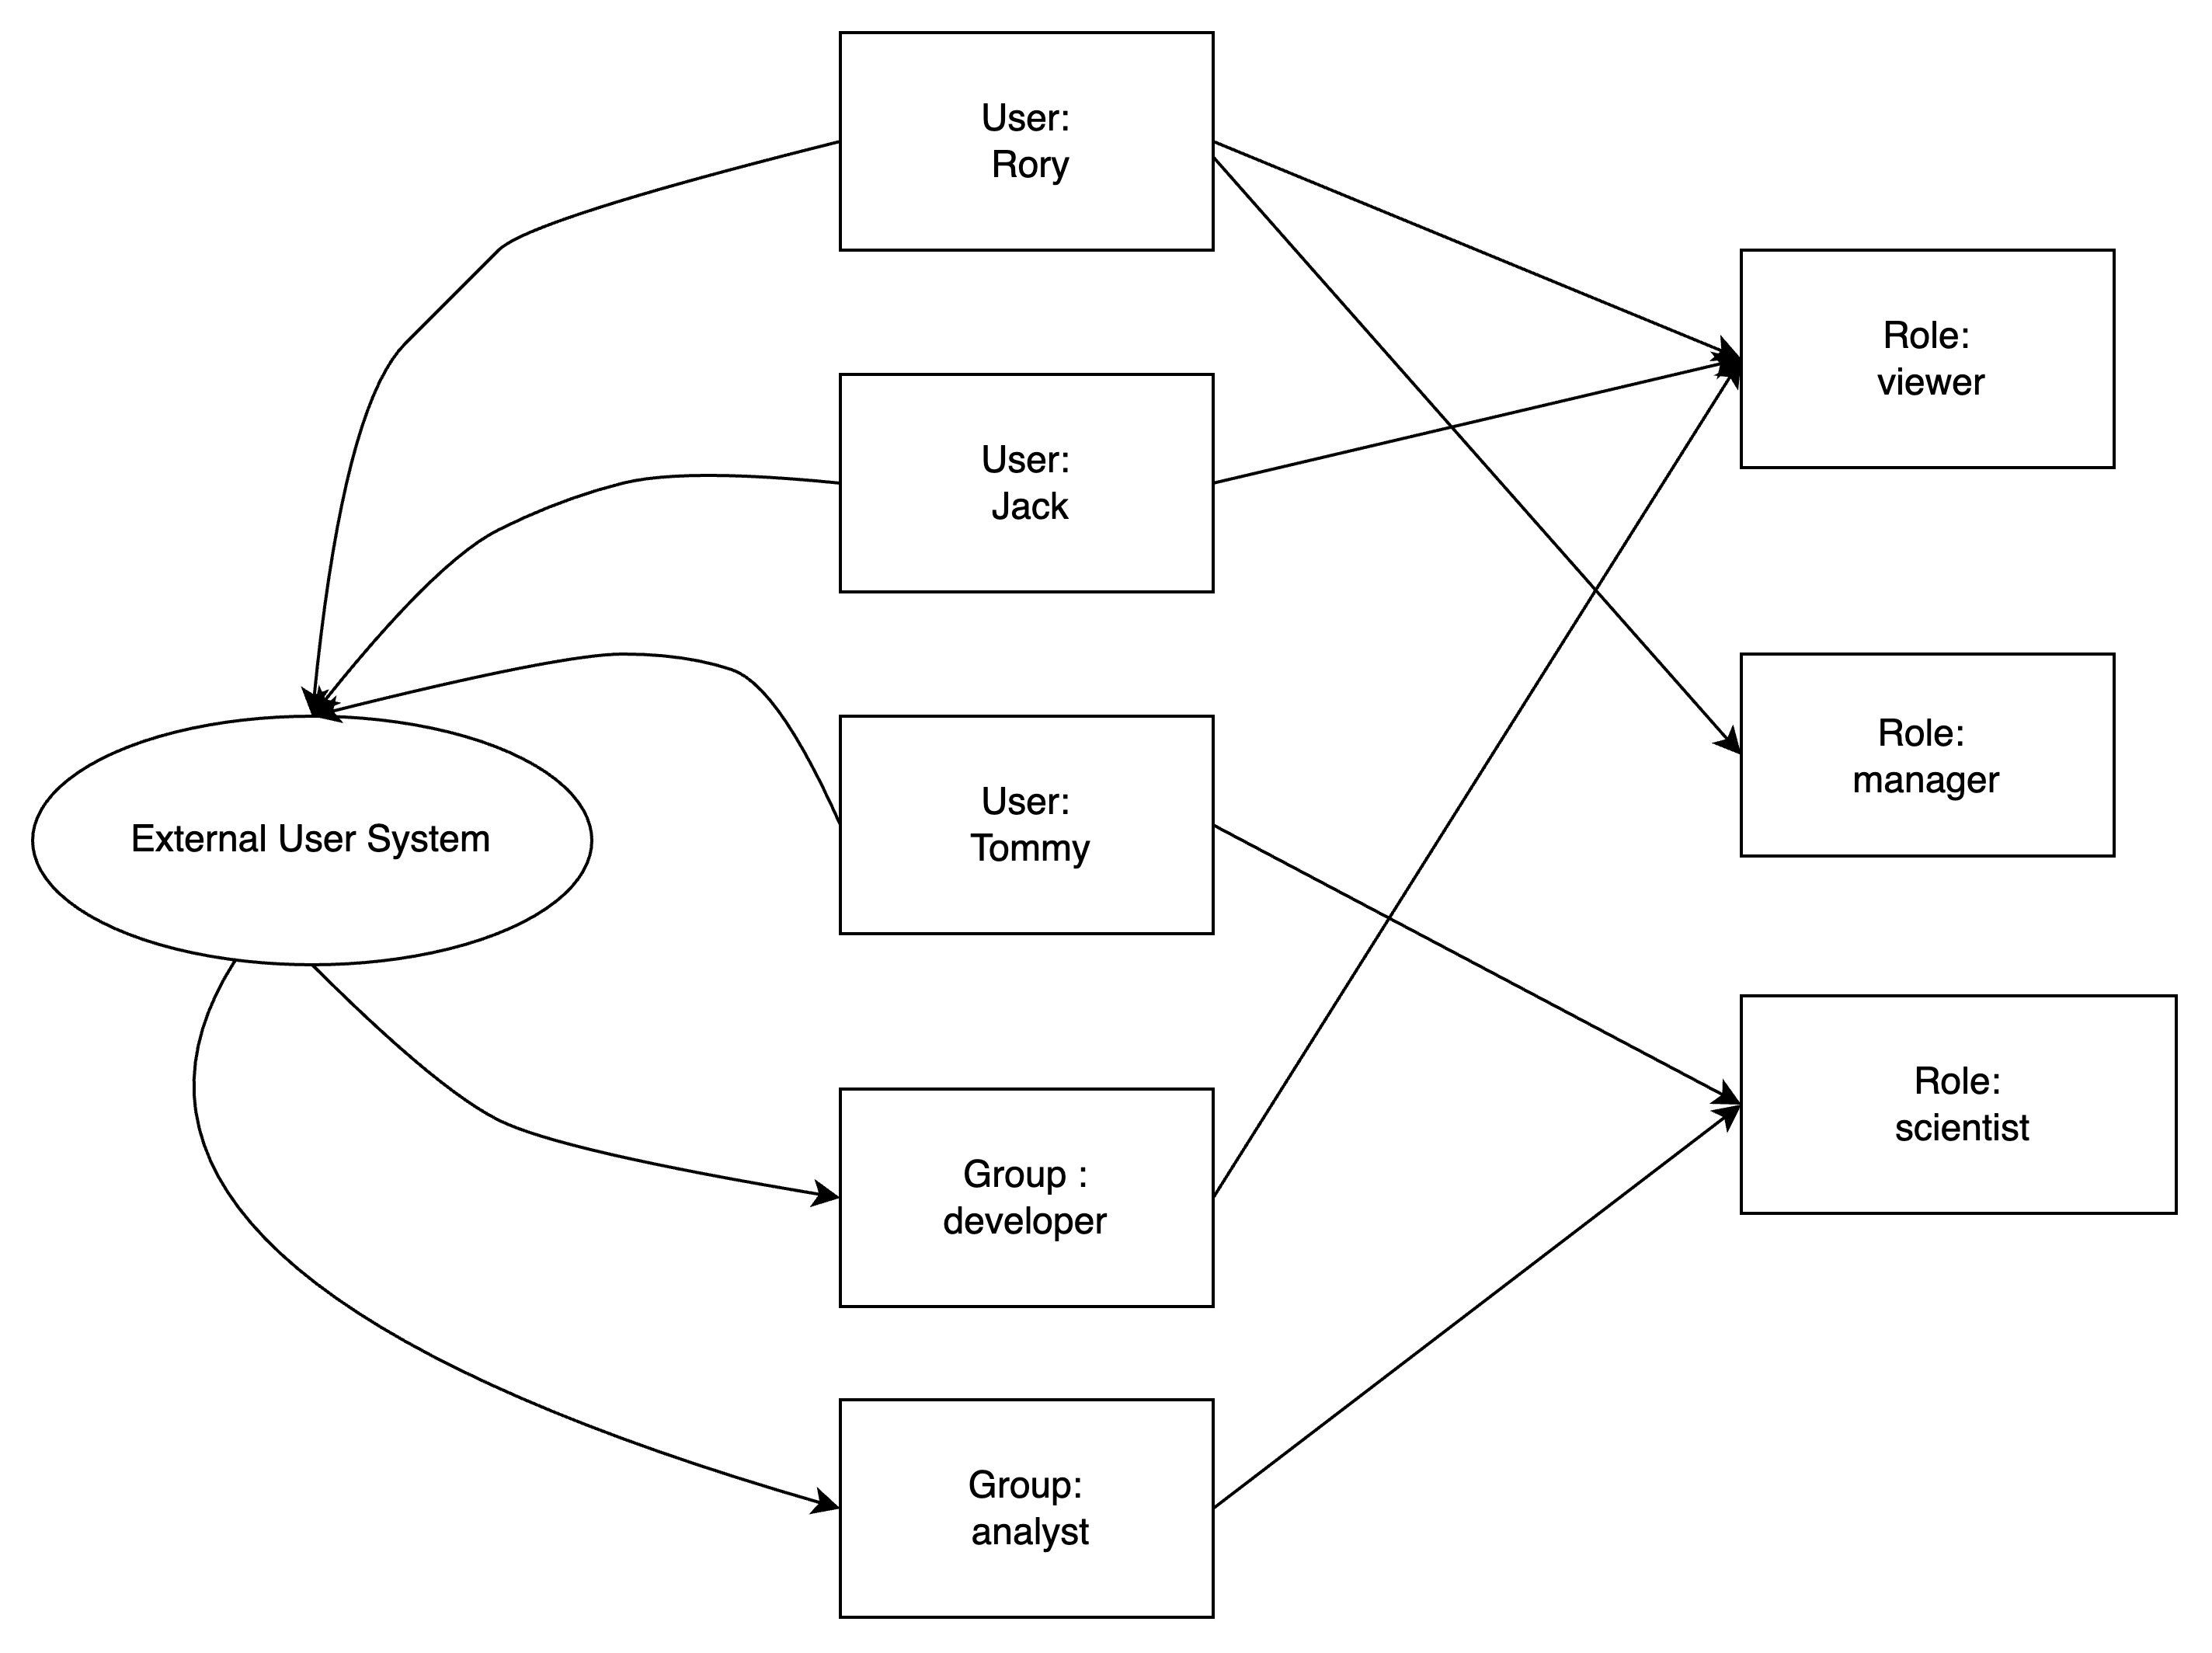 User:
Rory
User:
Jack
User:
Tommy
External User System
Group :
developer
Group:
analyst
Role:
viewer
Role:
manager
Role:
scientist